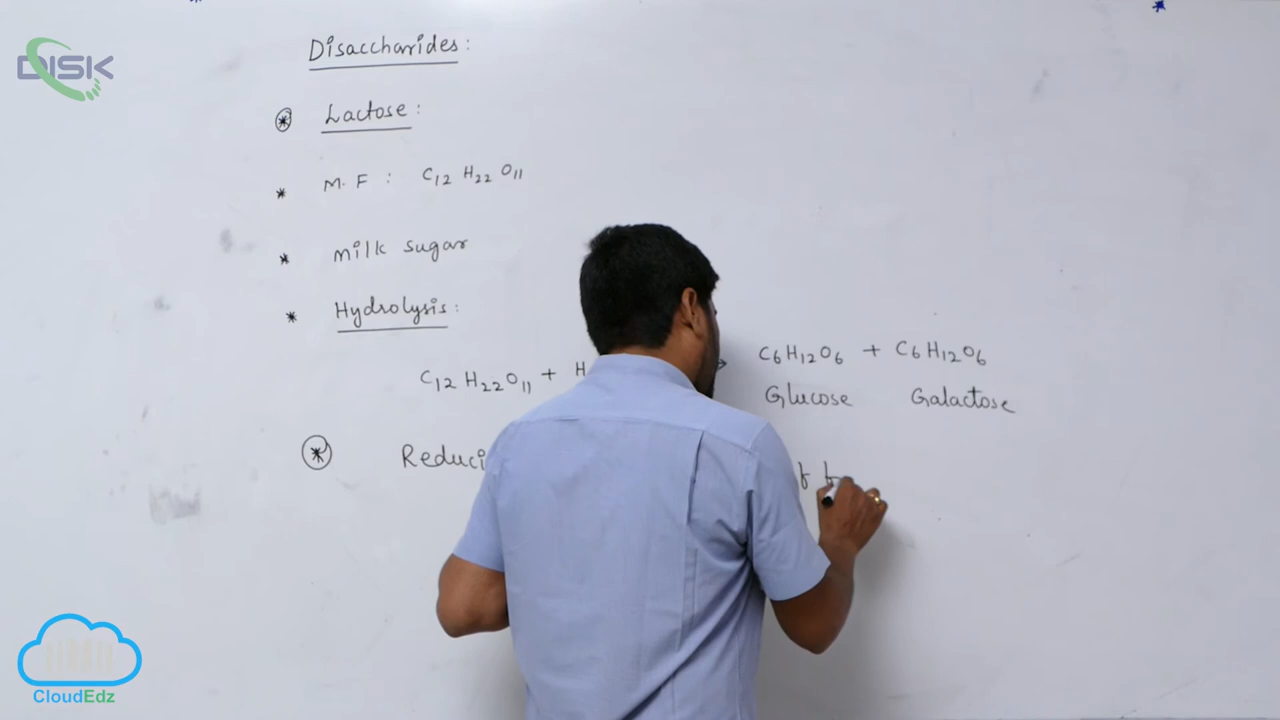 DISK
Disaccharides:
Lactose:
M.F : C12 H22 O11
Milk sugar
Hydrolysis:
C12 H22 O11 + H → C6H12O6 + C6H12O6
Glucose Galactose
Reduci
CloudEdz